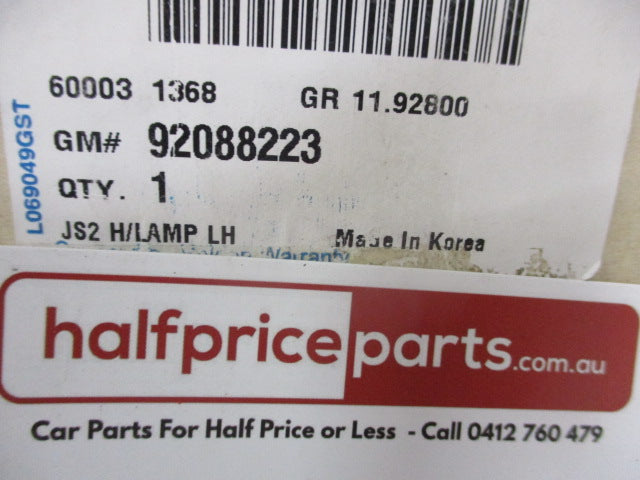 60003 1368 GR 11.92800
GM# 92088223
QTY. 1
JS2 H/LAMP LH Made In Korea
Warranty
L069049GST
halfpriceparts.com.au
Car Parts For Half Price or Less - Call 0412 760 479